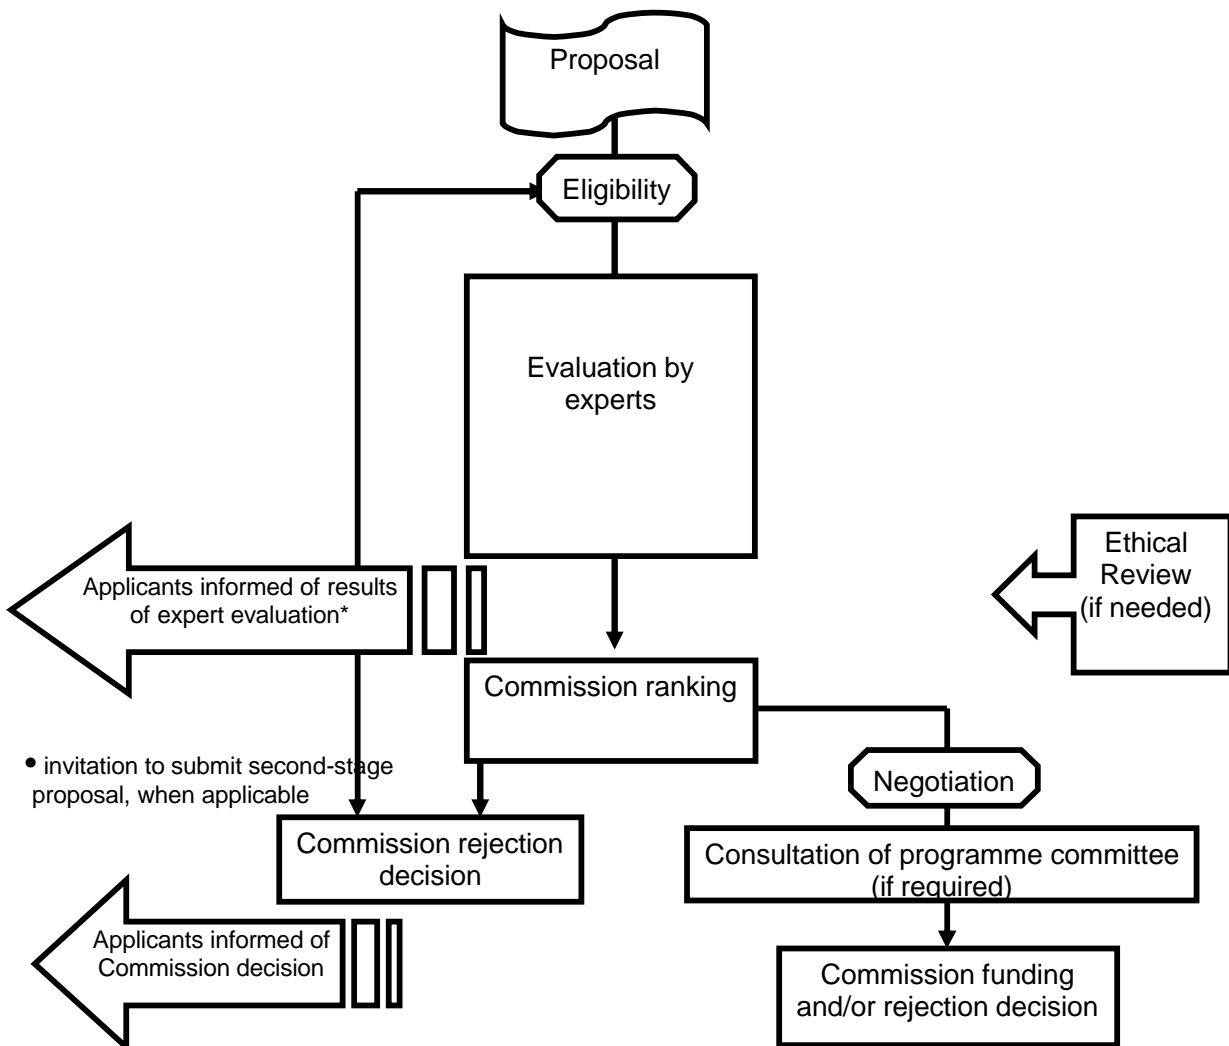 Proposal
Eligibility
Evaluation by
experts
Ethical
Review
(if needed)
Applicants informed of results
of expert evaluation*
Commission ranking
• invitation to submit second-stage
proposal, when applicable
Negotiation
Commission rejection
decision
Consultation of programme committee
(if required)
Applicants informed of
Commission decision
Commission funding
and/or rejection decision